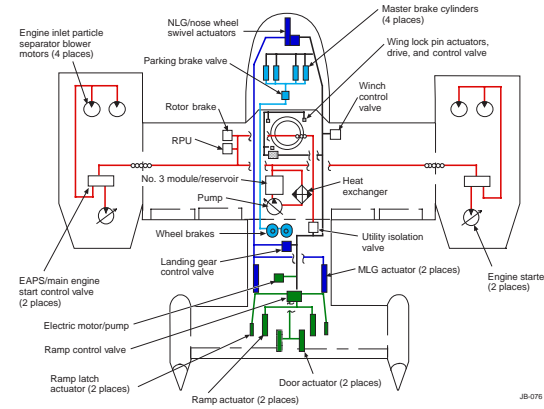 NLG/nose wheel
swivel actuators
Master brake cylinders
(4 places)
Engine inlet particle
separator blower
motors (4 places)
Wing lock pin actuators,
drive, and control valve
Parking brake valve
Winch
control
valve
Rotor brake
RPU
No. 3 module/reservoir
Heat
exchanger
Pump
Wheel brakes
Utility isolation
valve
Landing gear
control valve
MLG actuator (2 places)
EAPS/main engine
start control valve
(2 places)
Engine starte
(2 places)
Electric motor/pump
Ramp control valve
Ramp latch
actuator (2 places)
Ramp actuator (2 places)
Door actuator (2 places)
JB-076